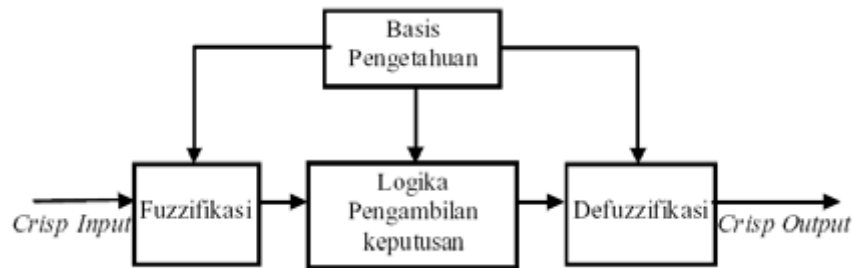 Basis
Pengetahuan
Crisp Input
Fuzzifikasi
Logika
Pengambilan
keputusan
Defuzzifikasi
Crisp Output